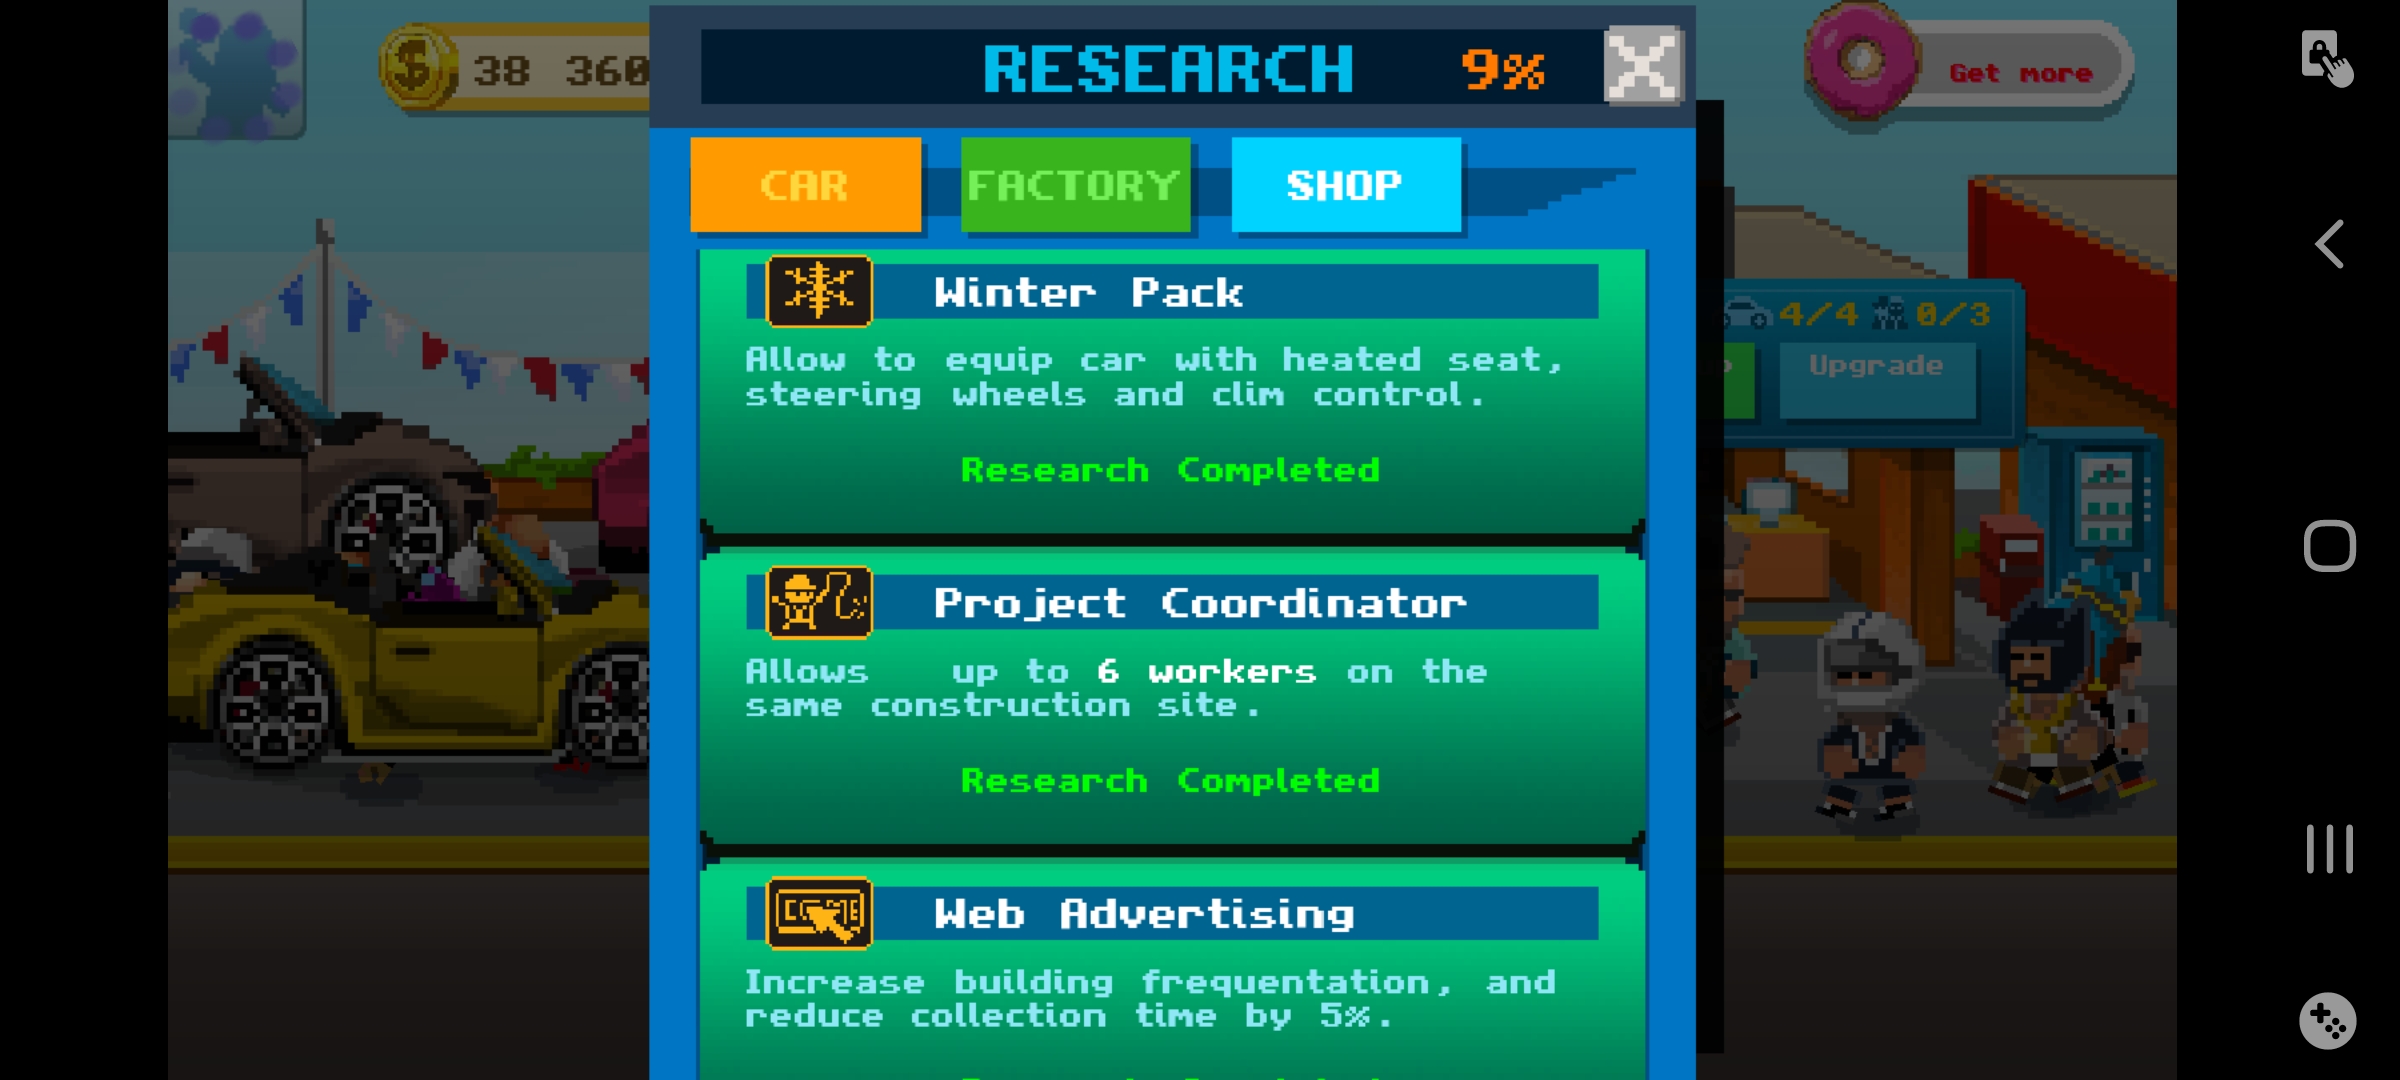 38 360
RESEARCH 9%
Get more
CAR FACTORY SHOP
Winter Pack
Allow to equip car with heated seat,
steering wheels and clim control.
Research Completed
4/4 0/3
Upgrade
Project Coordinator
Allows up to 6 workers on the
same construction site.
Research Completed
Web Advertising
Increase building frequentation, and
reduce collection time by 5%.